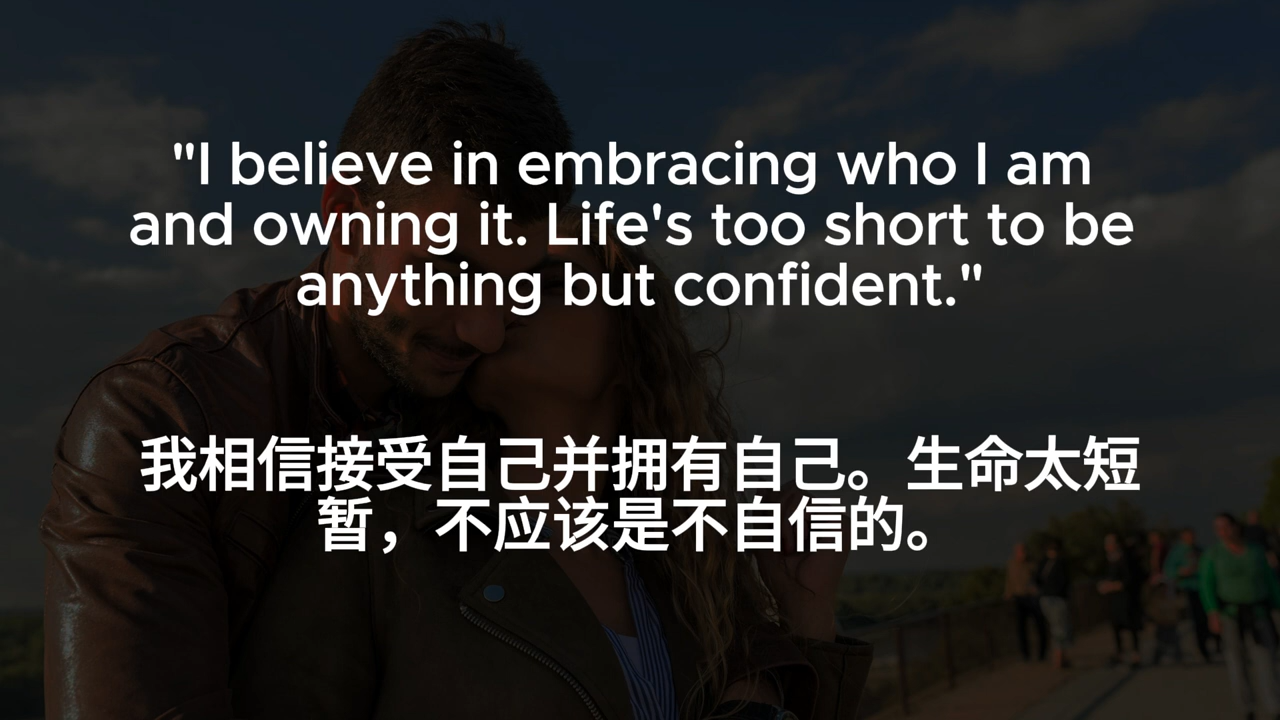 "I believe in embracing who I am
and owning it. Life's too short to be
anything but confident."
我相信接受自己并拥有自己。生命太短
暂，不应该是不自信的。